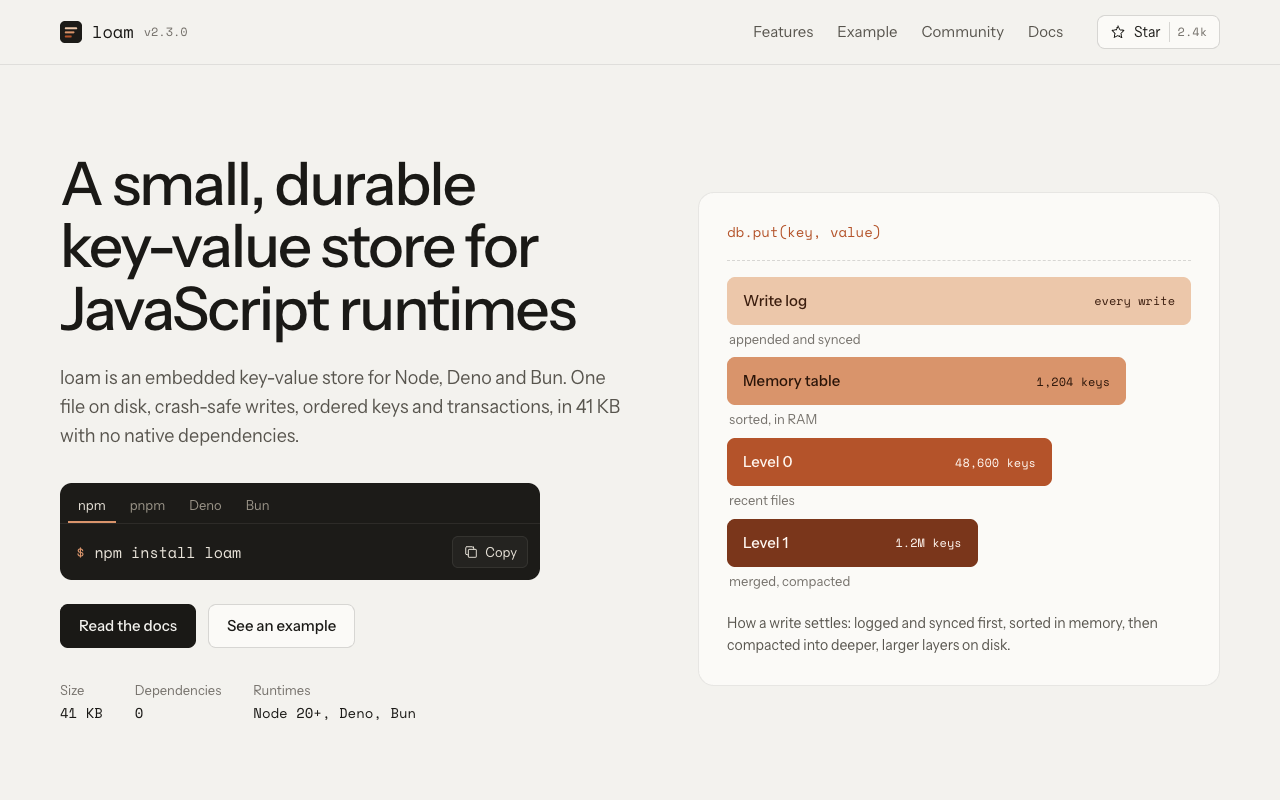 loam v2.3.0
Features Example Community Docs
Star 2.4k
A small, durable
key-value store for
JavaScript runtimes
loam is an embedded key-value store for Node, Deno and Bun. One
file on disk, crash-safe writes, ordered keys and transactions, in 41 KB
with no native dependencies.
npm pnpm Deno Bun
$ npm install loam
Copy
Read the docs
See an example
Size
41 KB
Dependencies
0
Runtimes
Node 20+, Deno, Bun
db.put(key, value)
Write log every write
appended and synced
Memory table 1,204 keys
sorted, in RAM
Level 0 48,600 keys
recent files
Level 1 1.2M keys
merged, compacted
How a write settles: logged and synced first, sorted in memory, then
compacted into deeper, larger layers on disk.